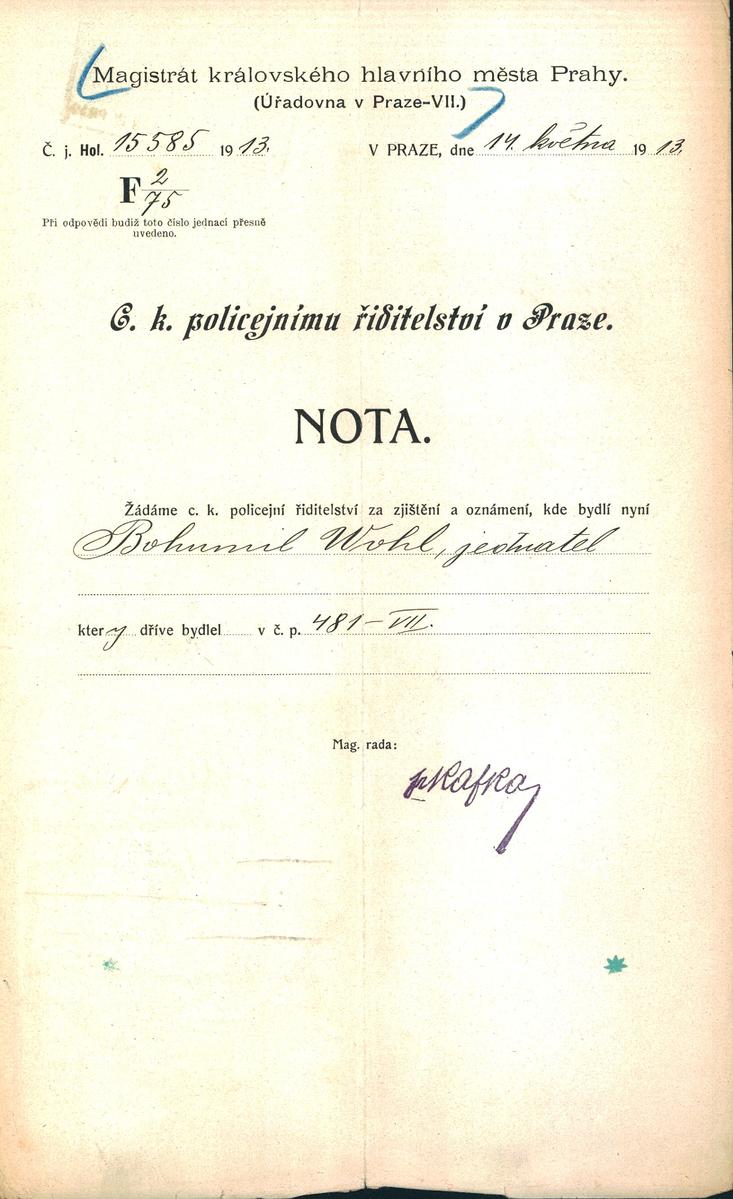 Magistrát královského hlavního města Prahy.
(Úřadovna v Praze-VII.)
Č. j. Hol. 15585 1913. V PRAZE, dne 14. května 1913.
F 2/75
Při odpovědi budiž toto číslo jednací přesně
uvedeno.
C. k. policejnímu řiditelství v Praze.
NOTA.
Žádáme c. k. policejní řiditelství za zjištění a oznámení, kde bydlí nyní
Bohumil Wohl, jednatel
který dříve bydlel v č. p. 481-VII.
Mag. rada:
Kafka